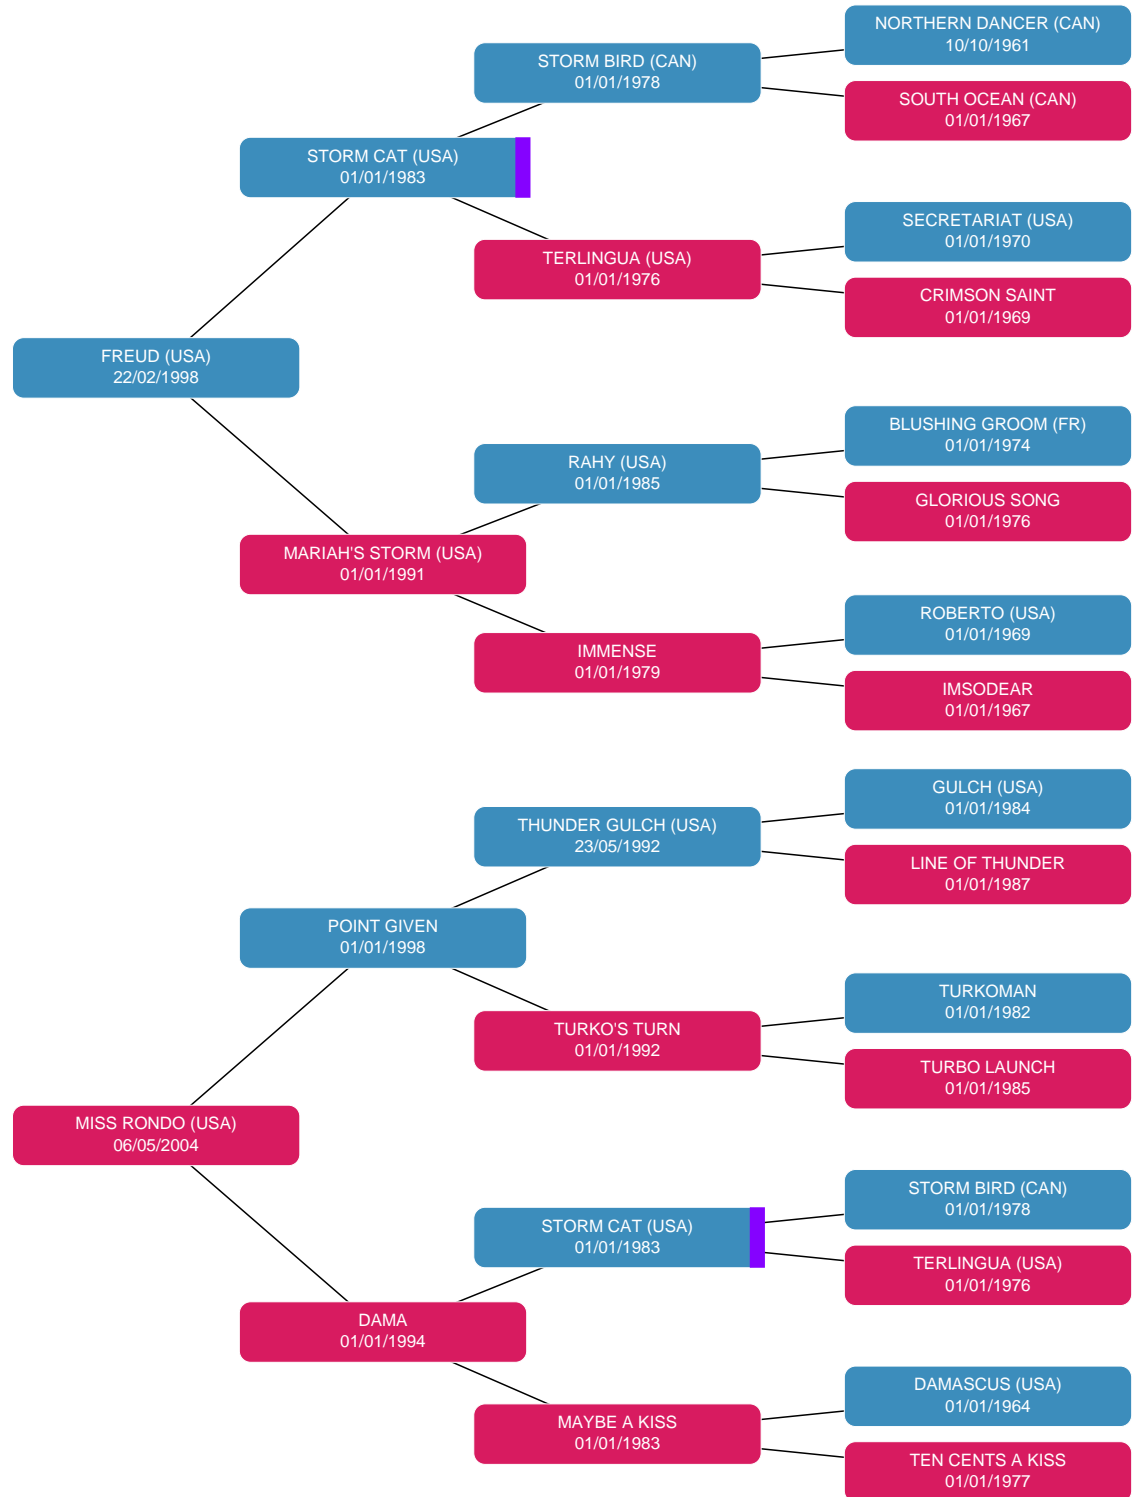 NORTHERN DANCER (CAN)
10/10/1961
STORM BIRD (CAN)
01/01/1978
SOUTH OCEAN (CAN)
01/01/1967
STORM CAT (USA)
01/01/1983
SECRETARIAT (USA)
01/01/1970
TERLINGUA (USA)
01/01/1976
CRIMSON SAINT
01/01/1969
FREUD (USA)
22/02/1998
BLUSHING GROOM (FR)
01/01/1974
RAHY (USA)
01/01/1985
GLORIOUS SONG
01/01/1976
MARIAH'S STORM (USA)
01/01/1991
ROBERTO (USA)
01/01/1969
IMMENSE
01/01/1979
IMSODEAR
01/01/1967
GULCH (USA)
01/01/1984
THUNDER GULCH (USA)
23/05/1992
LINE OF THUNDER
01/01/1987
POINT GIVEN
01/01/1998
TURKOMAN
01/01/1982
TURKO'S TURN
01/01/1992
TURBO LAUNCH
01/01/1985
MISS RONDO (USA)
06/05/2004
STORM BIRD (CAN)
01/01/1978
STORM CAT (USA)
01/01/1983
TERLINGUA (USA)
01/01/1976
DAMA
01/01/1994
DAMASCUS (USA)
01/01/1964
MAYBE A KISS
01/01/1983
TEN CENTS A KISS
01/01/1977